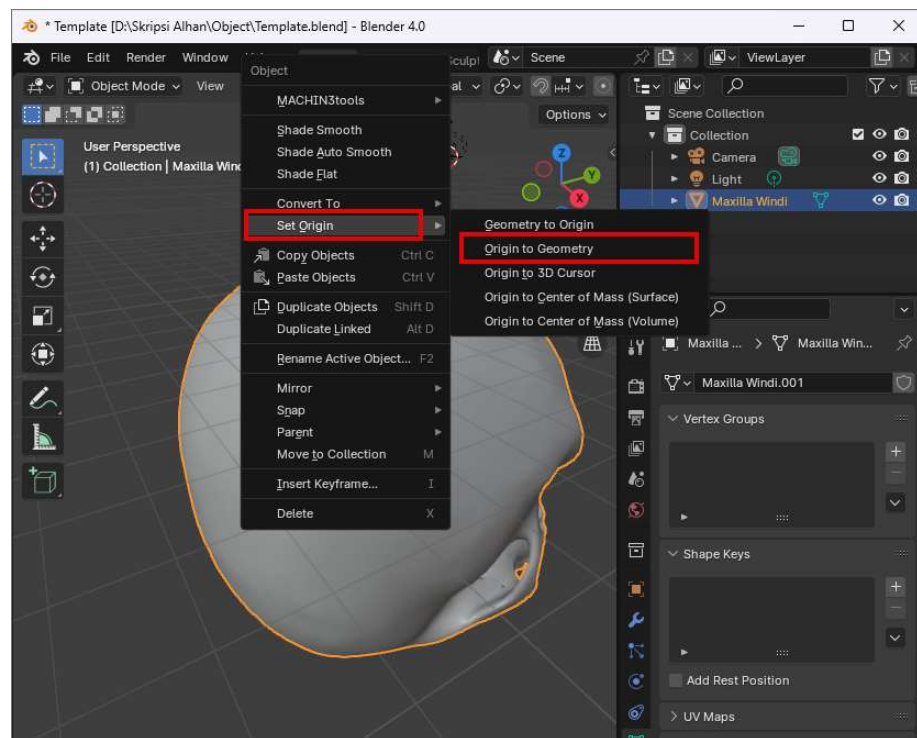 * Template [D:\Skripsi Alhan\Object\Template.blend] - Blender 4.0
File Edit Render Window
Scene
ViewLayer
Object Mode View
Options
User Perspective
(1) Collection | Maxilla Wind
Object
MACHIN3tools
Shade Smooth
Shade Auto Smooth
Shade Flat
Convert To
Set Origin
Copy Objects Ctrl C
Paste Objects Ctrl V
Duplicate Objects Shift D
Duplicate Linked Alt D
Rename Active Object... F2
Mirror
Snap
Parent
Move to Collection M
Insert Keyframe... I
Delete X
Geometry to Origin
Origin to Geometry
Origin to 3D Cursor
Origin to Center of Mass (Surface)
Origin to Center of Mass (Volume)
Z
Y
X
Scene Collection
Collection
Camera
Light
Maxilla Windi
Maxilla ... > Maxilla Win...
Maxilla Windi.001
Vertex Groups
Shape Keys
Add Rest Position
UV Maps